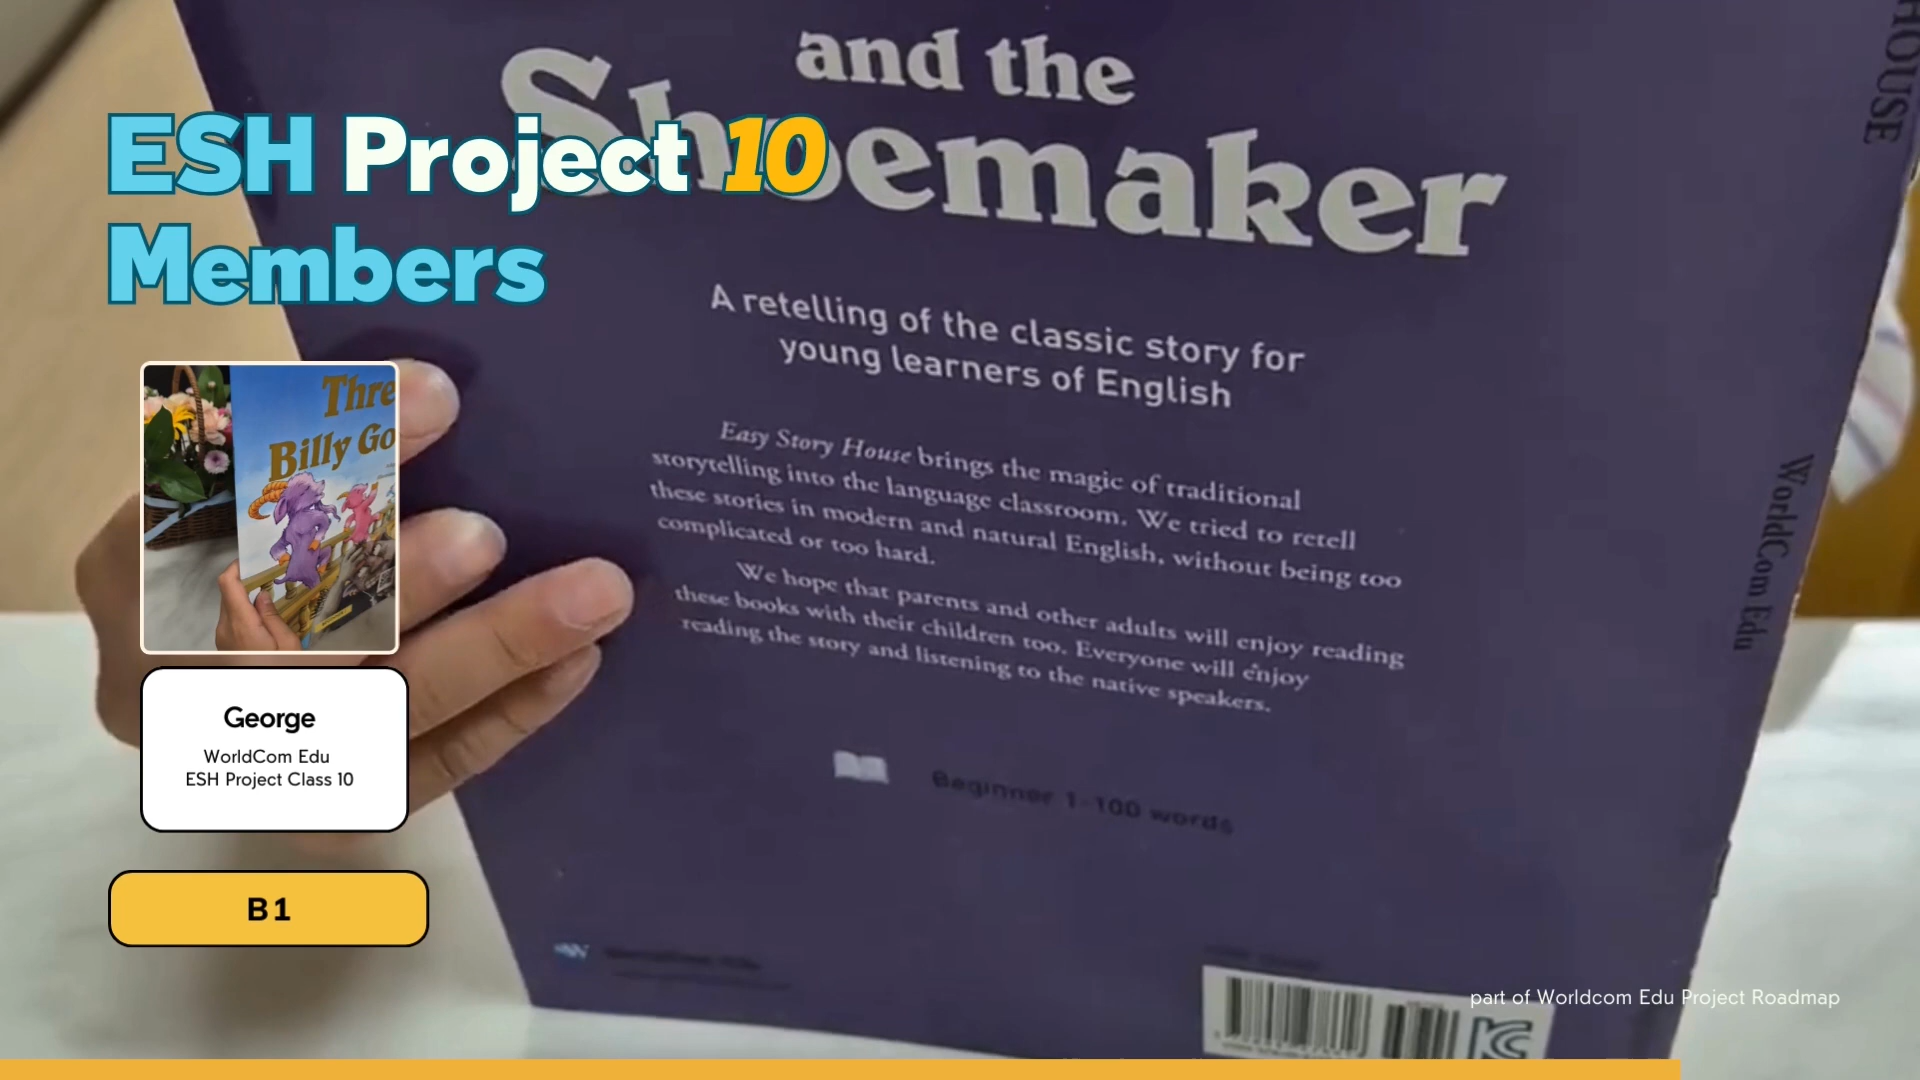 and the
Shoemaker
HOUSE
ESH Project 10
Members
A retelling of the classic story for
young learners of English
Easy Story House brings the magic of traditional
storytelling into the language classroom. We tried to retell
these stories in modern and natural English, without being too
complicated or too hard.
We hope that parents and other adults will enjoy reading
these books with their children too. Everyone will enjoy
reading the story and listening to the native speakers.
WorldCom Edu
Thre
Billy Go
George
WorldCom Edu
ESH Project Class 10
Beginner 1-100 words
B1
part of Worldcom Edu Project Roadmap